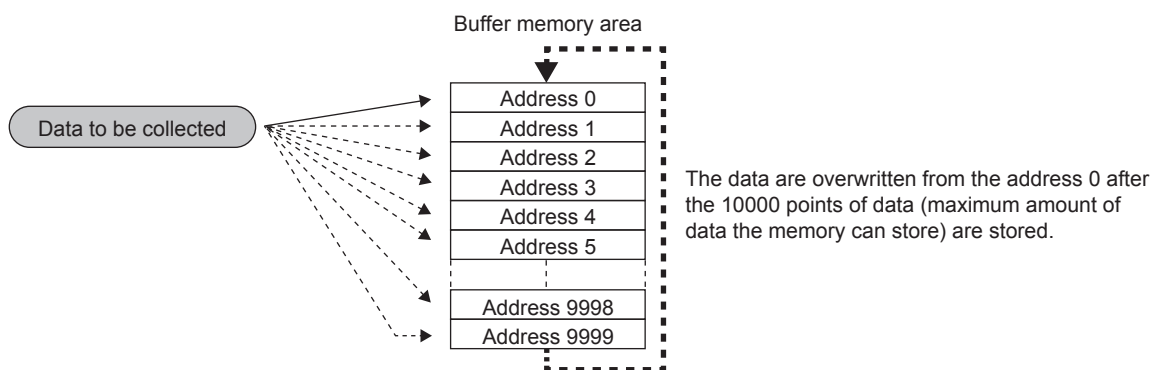 Buffer memory area
Data to be collected
Address 0
Address 1
Address 2
Address 3
Address 4
Address 5
Address 9998
Address 9999
The data are overwritten from the address 0 after
the 10000 points of data (maximum amount of
data the memory can store) are stored.